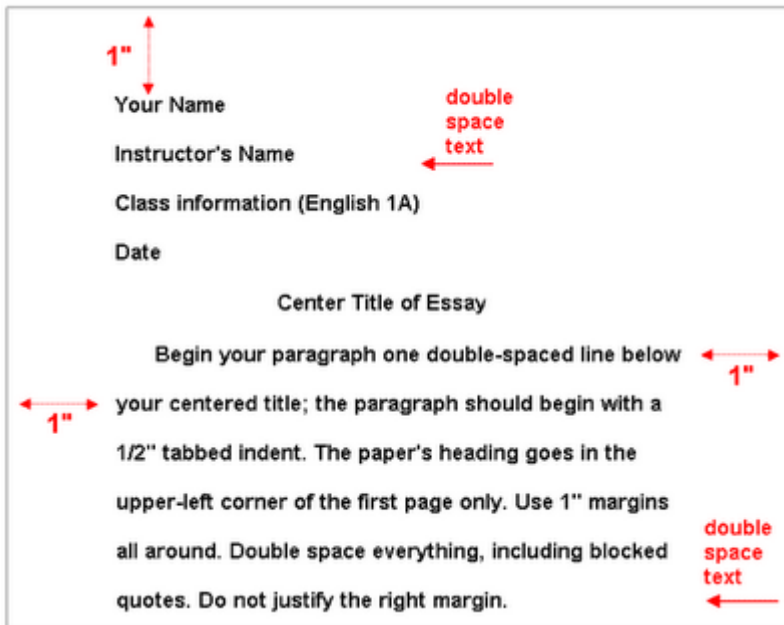 1"
Your Name
double
space
text
Instructor's Name
Class information (English 1A)
Date
Center Title of Essay
Begin your paragraph one double-spaced line below
1"
your centered title; the paragraph should begin with a
1"
1/2" tabbed indent. The paper's heading goes in the
upper-left corner of the first page only. Use 1" margins
all around. Double space everything, including blocked
quotes. Do not justify the right margin.
double
space
text